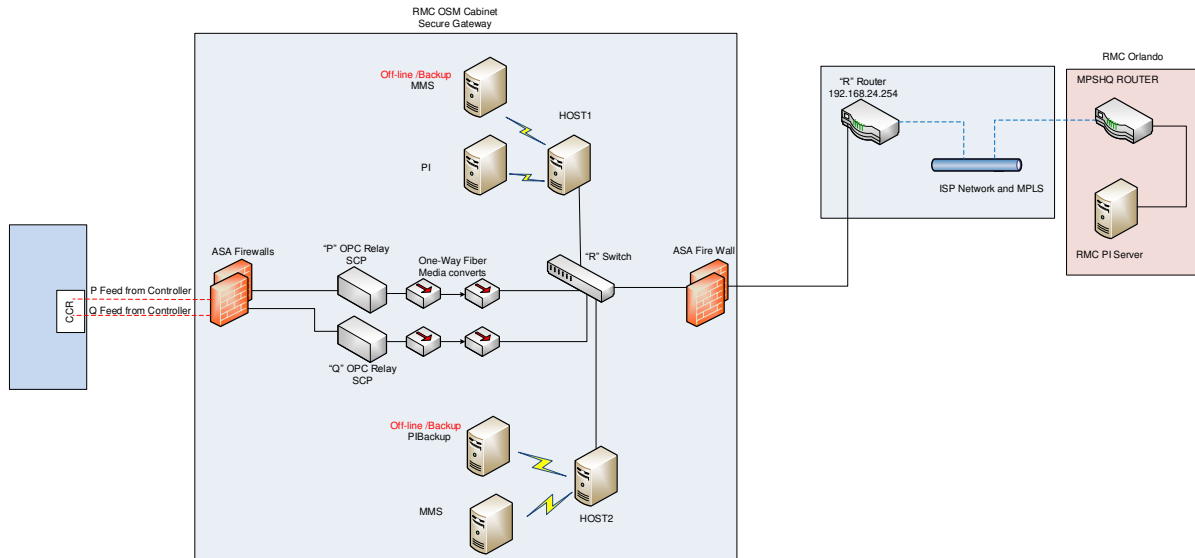 RMC OSM Cabinet
Secure Gateway
Off-line /Backup
MMS
HOST1
PI
"R" Router
192.168.24.254
ISP Network and MPLS
RMC Orlando
MPSHQ ROUTER
RMC PI Server
ASA Firewalls
"P" OPC Relay
SCP
One-Way Fiber
Media converts
"R" Switch
ASA Fire Wall
CCR
P Feed from Controller
Q Feed from Controller
"Q" OPC Relay
SCP
Off-line /Backup
PIBackup
MMS
HOST2